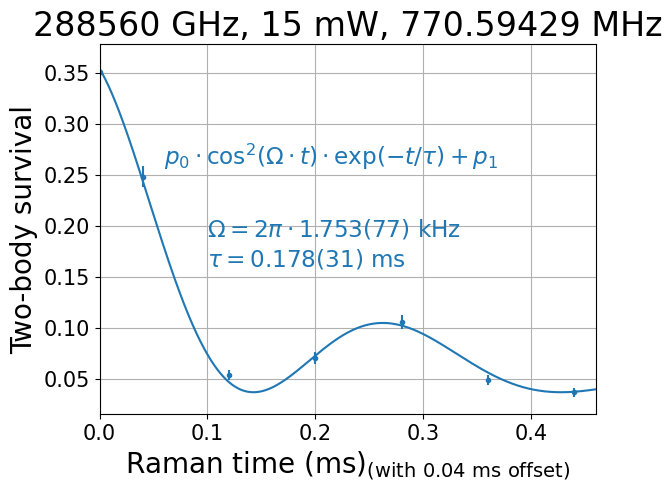 288560 GHz, 15 mW, 770.59429 MHz
Two-body survival
0.35
0.30
0.25
0.20
0.15
0.10
0.05
p₀ · cos²(Ω · t) · exp(−t/τ) + p₁
Ω = 2π · 1.753(77) kHz
τ = 0.178(31) ms
0.0 0.1 0.2 0.3 0.4
Raman time (ms)(with 0.04 ms offset)